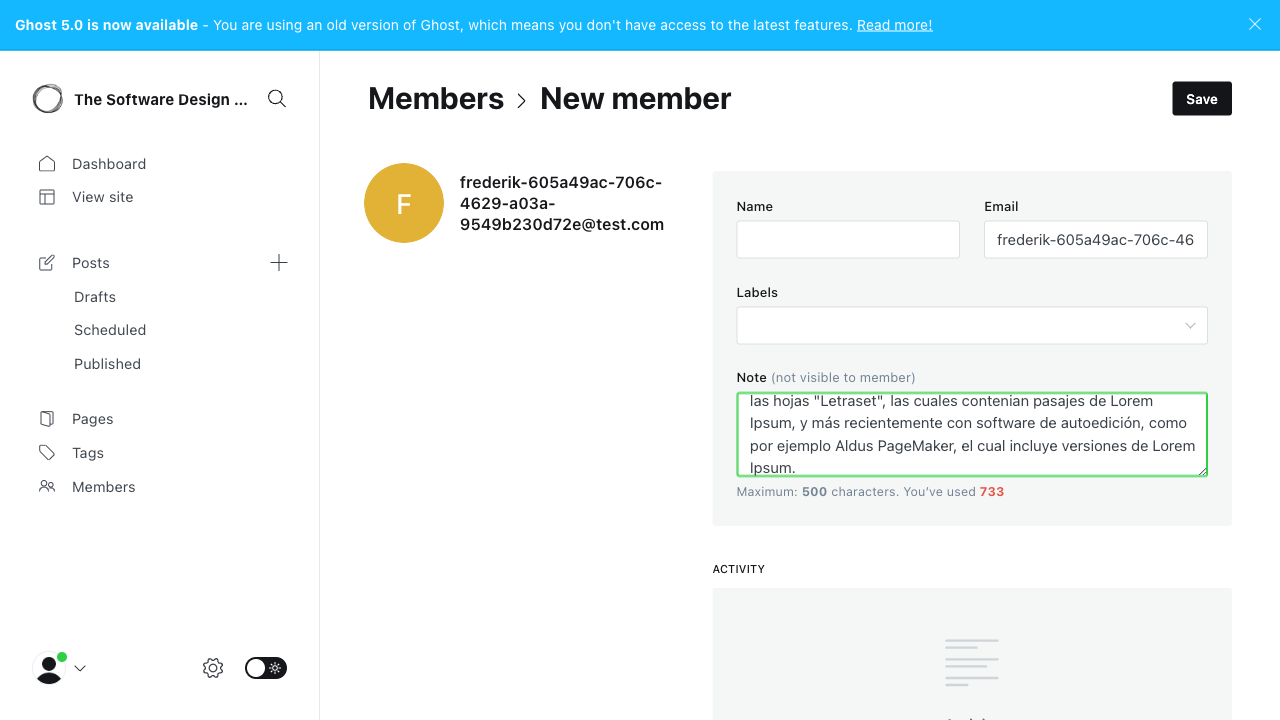 Ghost 5.0 is now available - You are using an old version of Ghost, which means you don't have access to the latest features. Read more!
The Software Design ...
Dashboard
View site
Posts
Drafts
Scheduled
Published
Pages
Tags
Members
Members > New member
Save
F
frederik-605a49ac-706c-
4629-a03a-
9549b230d72e@test.com
Name
Email
frederik-605a49ac-706c-46
Labels
Note (not visible to member)
las hojas "Letraset", las cuales contenian pasajes de Lorem
Ipsum, y más recientemente con software de autoedición, como
por ejemplo Aldus PageMaker, el cual incluye versiones de Lorem
Ipsum.
Maximum: 500 characters. You've used 733
ACTIVITY